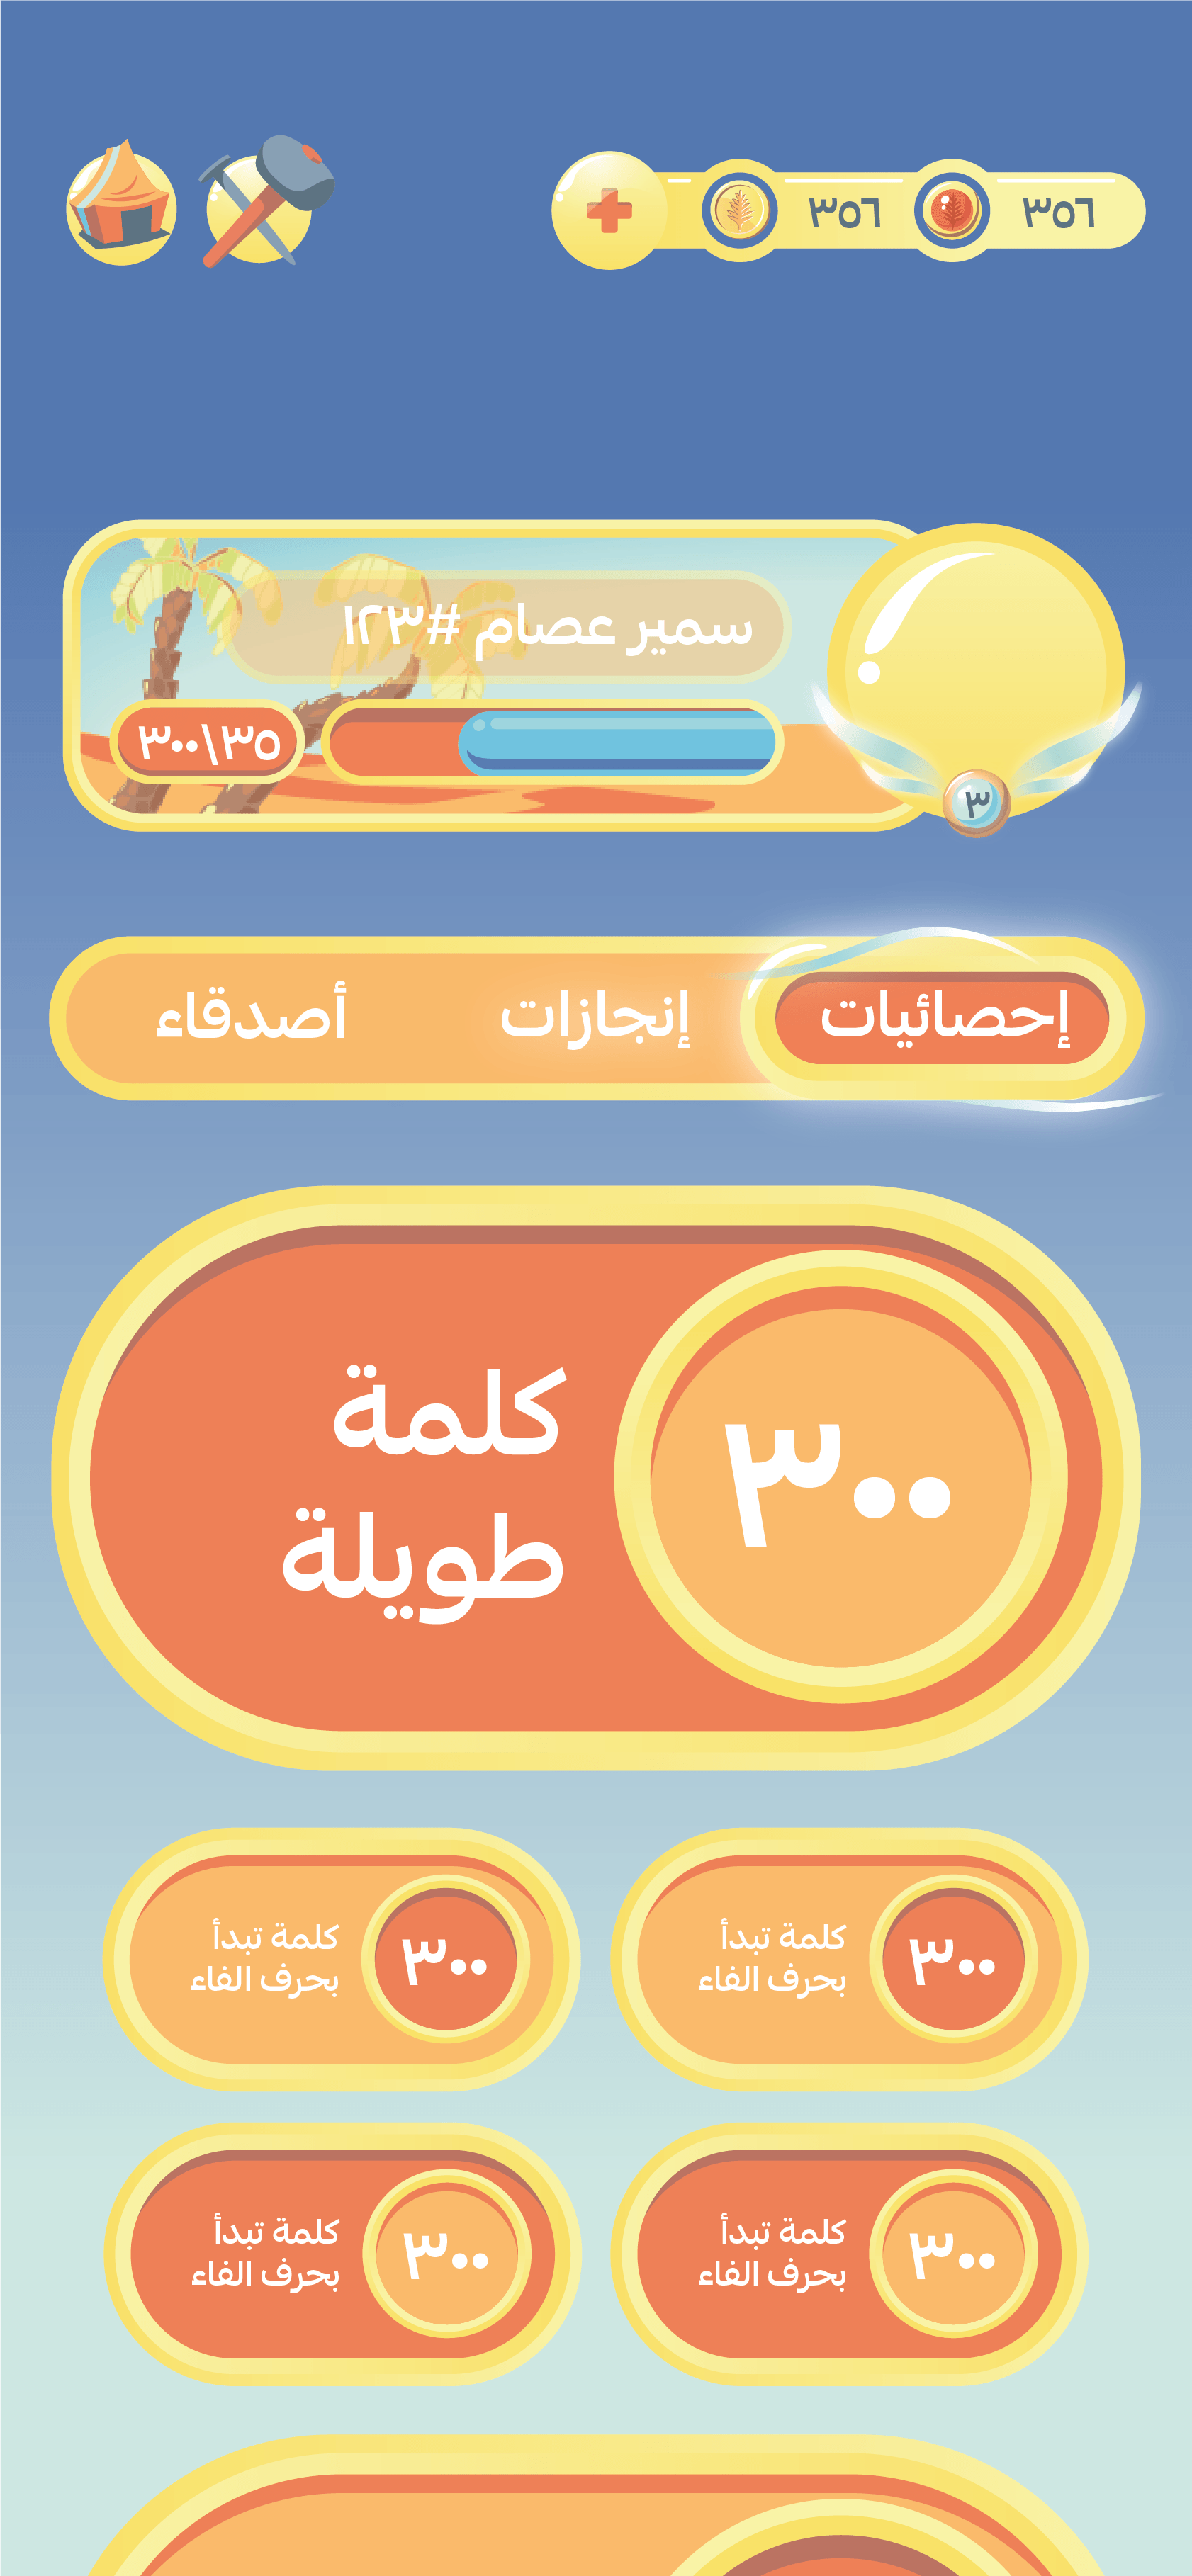 ٣٥٦ ٣٥٦
سمير عصام #١٢٣
٣٥\٣٠٠
٣
إحصائيات إنجازات أصدقاء
٣٠٠
كلمة
طويلة
٣٠٠
كلمة تبدأ
بحرف الفاء
٣٠٠
كلمة تبدأ
بحرف الفاء
٣٠٠
كلمة تبدأ
بحرف الفاء
٣٠٠
كلمة تبدأ
بحرف الفاء